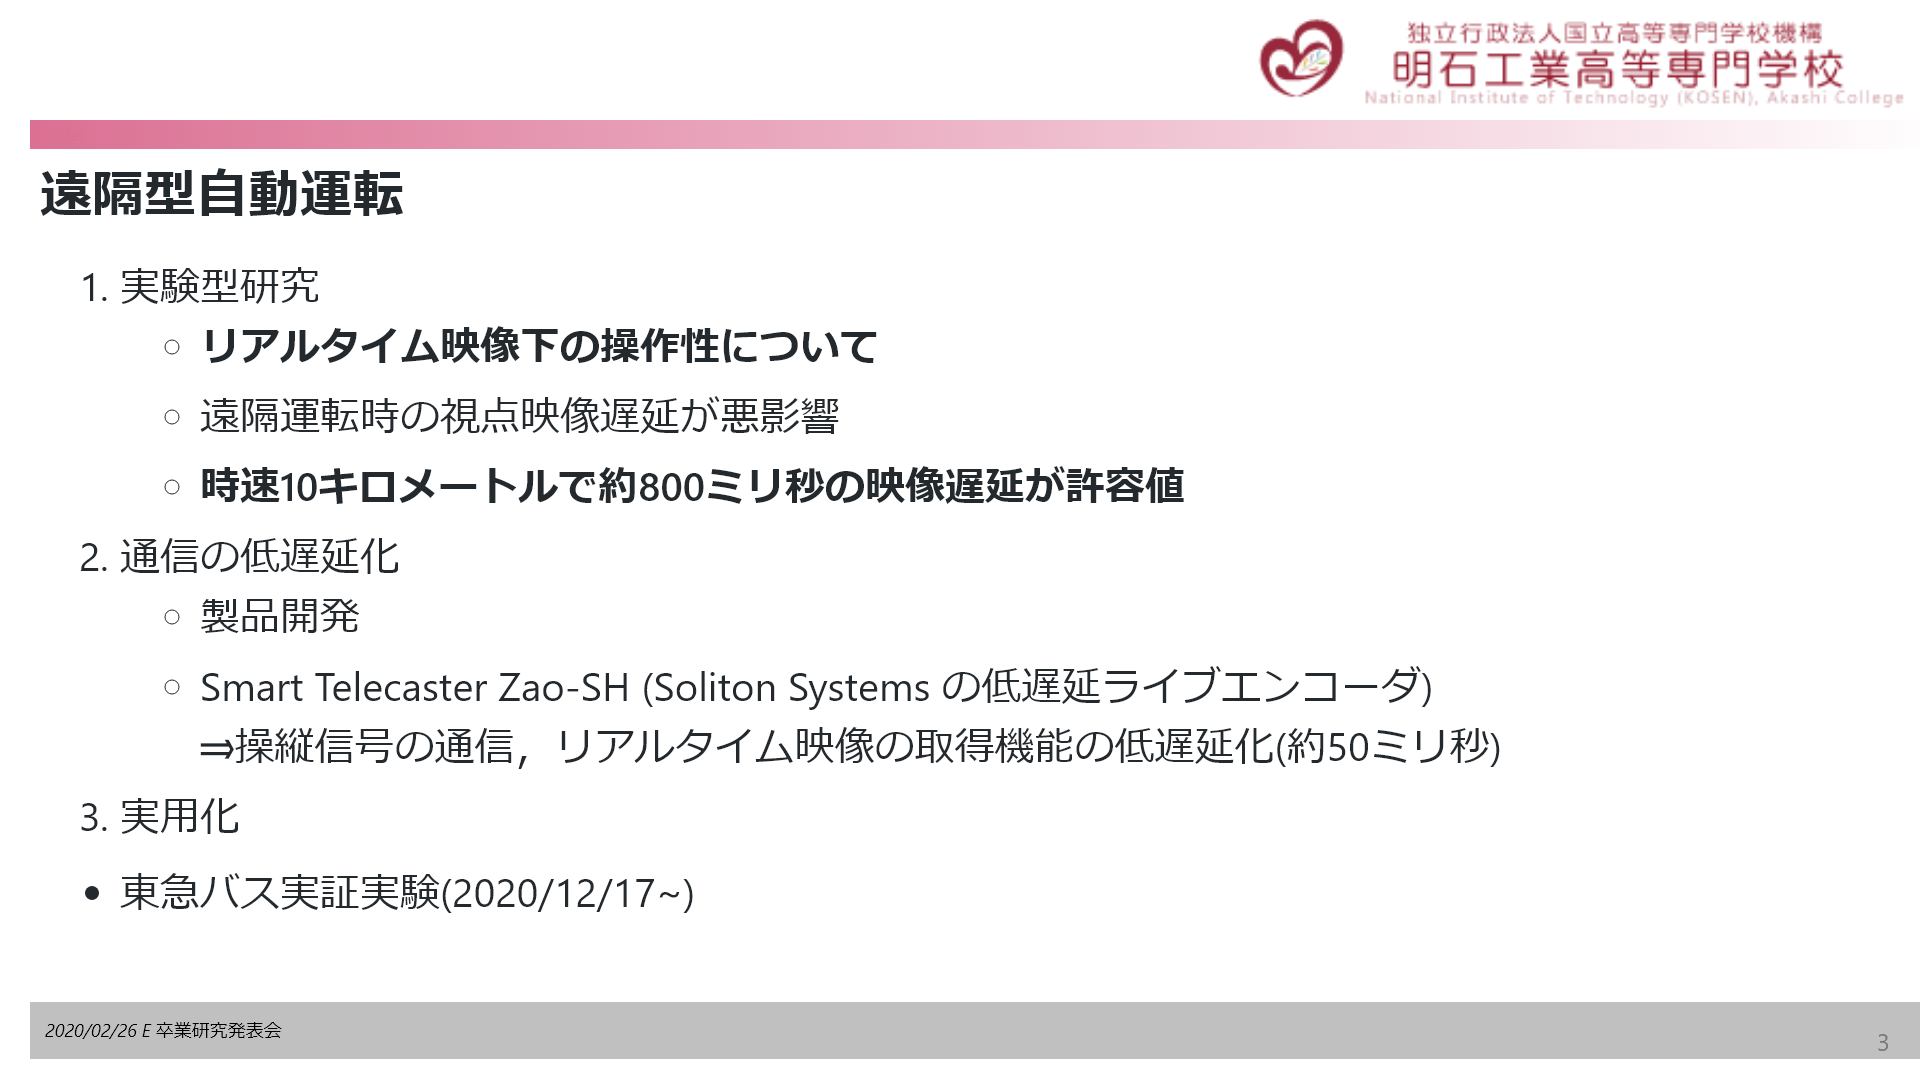 独立行政法人国立高等専門学校機構
明石工業高等専門学校
National Institute of Technology (KOSEN), Akashi College
遠隔型自動運転
1. 実験型研究
○ リアルタイム映像下の操作性について
○ 遠隔運転時の視点映像遅延が悪影響
○ 時速10キロメートルで約800ミリ秒の映像遅延が許容値
2. 通信の低遅延化
○ 製品開発
○ Smart Telecaster Zao-SH (Soliton Systems の低遅延ライブエンコーダ)
⇒操縦信号の通信，リアルタイム映像の取得機能の低遅延化(約50ミリ秒)
3. 実用化
• 東急バス実証実験(2020/12/17~)
2020/02/26 E 卒業研究発表会
3